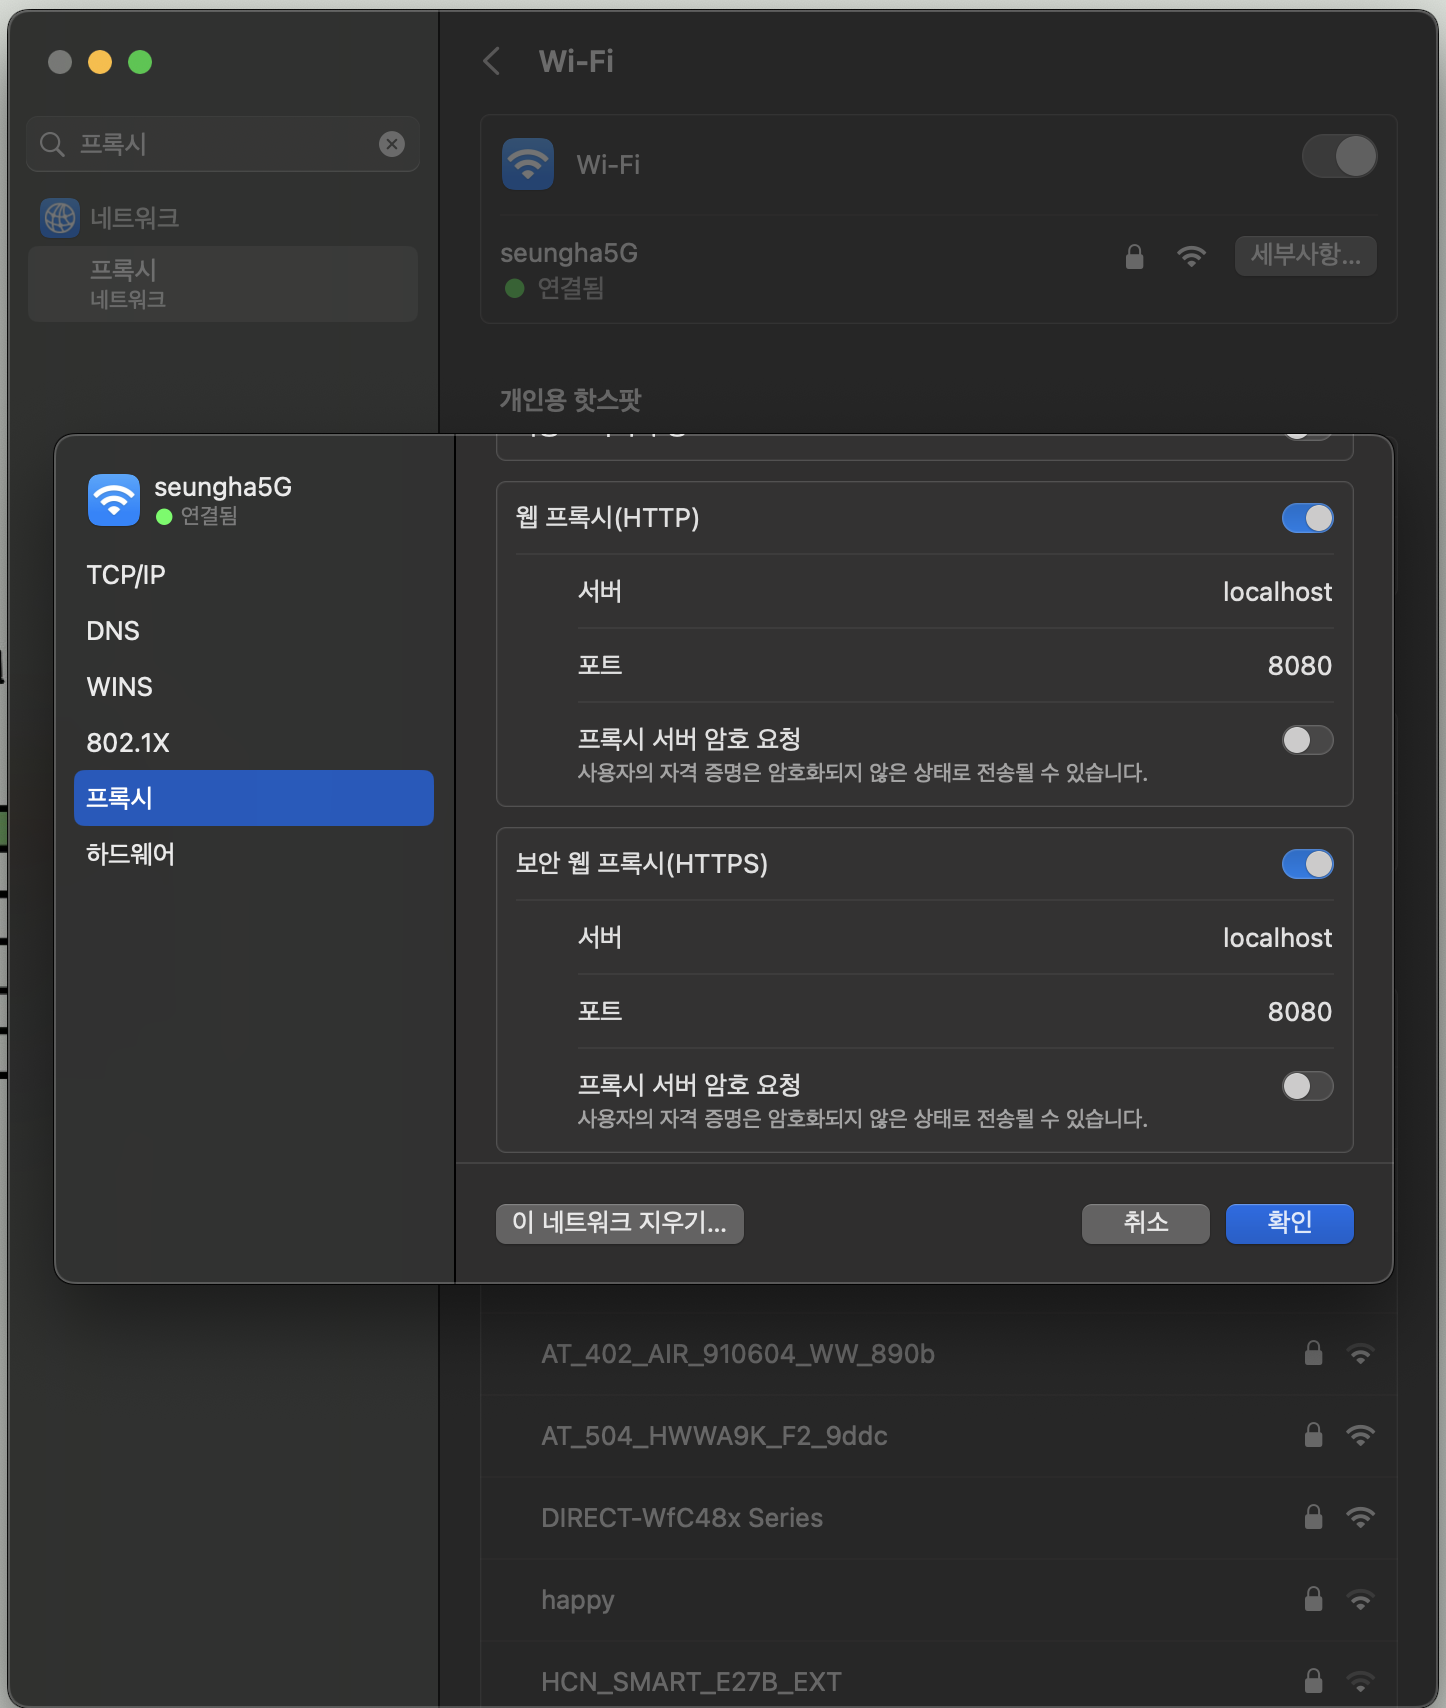 Wi-Fi
프록시
네트워크
프록시
네트워크
Wi-Fi
seungha5G
연결됨
세부사항...
개인용 핫스팟
seungha5G
연결됨
TCP/IP
DNS
WINS
802.1X
프록시
하드웨어
웹 프록시(HTTP)
서버 localhost
포트 8080
프록시 서버 암호 요청
사용자의 자격 증명은 암호화되지 않은 상태로 전송될 수 있습니다.
보안 웹 프록시(HTTPS)
서버 localhost
포트 8080
프록시 서버 암호 요청
사용자의 자격 증명은 암호화되지 않은 상태로 전송될 수 있습니다.
이 네트워크 지우기... 취소 확인
AT_402_AIR_910604_WW_890b
AT_504_HWWA9K_F2_9ddc
DIRECT-WfC48x Series
happy
HCN_SMART_E27B_EXT